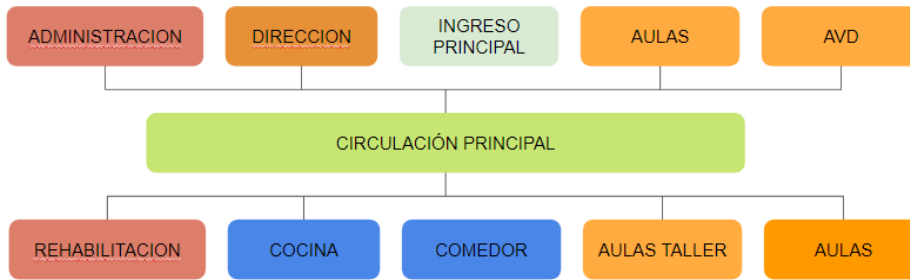 ADMINISTRACION
DIRECCION
INGRESO
PRINCIPAL
AULAS
AVD
CIRCULACIÓN PRINCIPAL
REHABILITACION
COCINA
COMEDOR
AULAS TALLER
AULAS